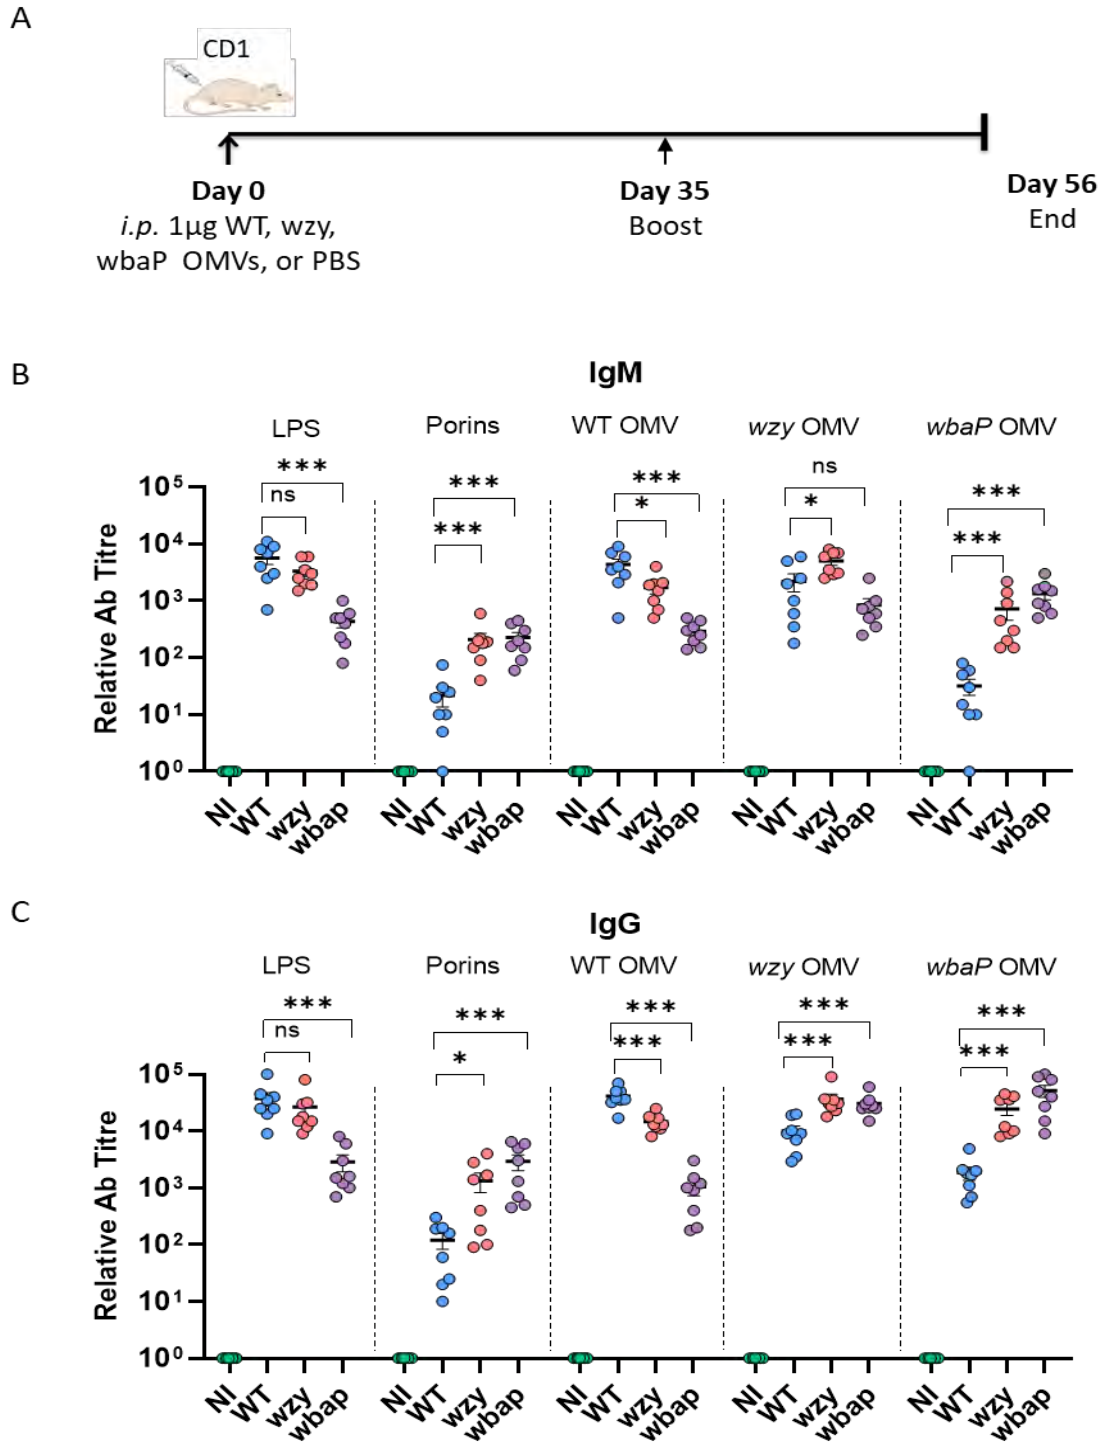 A
CD1
Day 0
i.p. 1µg WT, wzy,
wbaP OMVs, or PBS
Day 35
Boost
Day 56
End
B
IgM
LPS Porins WT OMV wzy OMV wbaP OMV
*** *** *** ns ***
ns *** * * ***
Relative Ab Titre
10⁵
10⁴
10³
10²
10¹
10⁰
NI WT wzy wbap NI WT wzy wbap NI WT wzy wbap NI WT wzy wbap NI WT wzy wbap
C
IgG
LPS Porins WT OMV wzy OMV wbaP OMV
*** *** *** *** ***
ns * *** *** ***
Relative Ab Titre
10⁵
10⁴
10³
10²
10¹
10⁰
NI WT wzy wbap NI WT wzy wbap NI WT wzy wbap NI WT wzy wbap NI WT wzy wbap